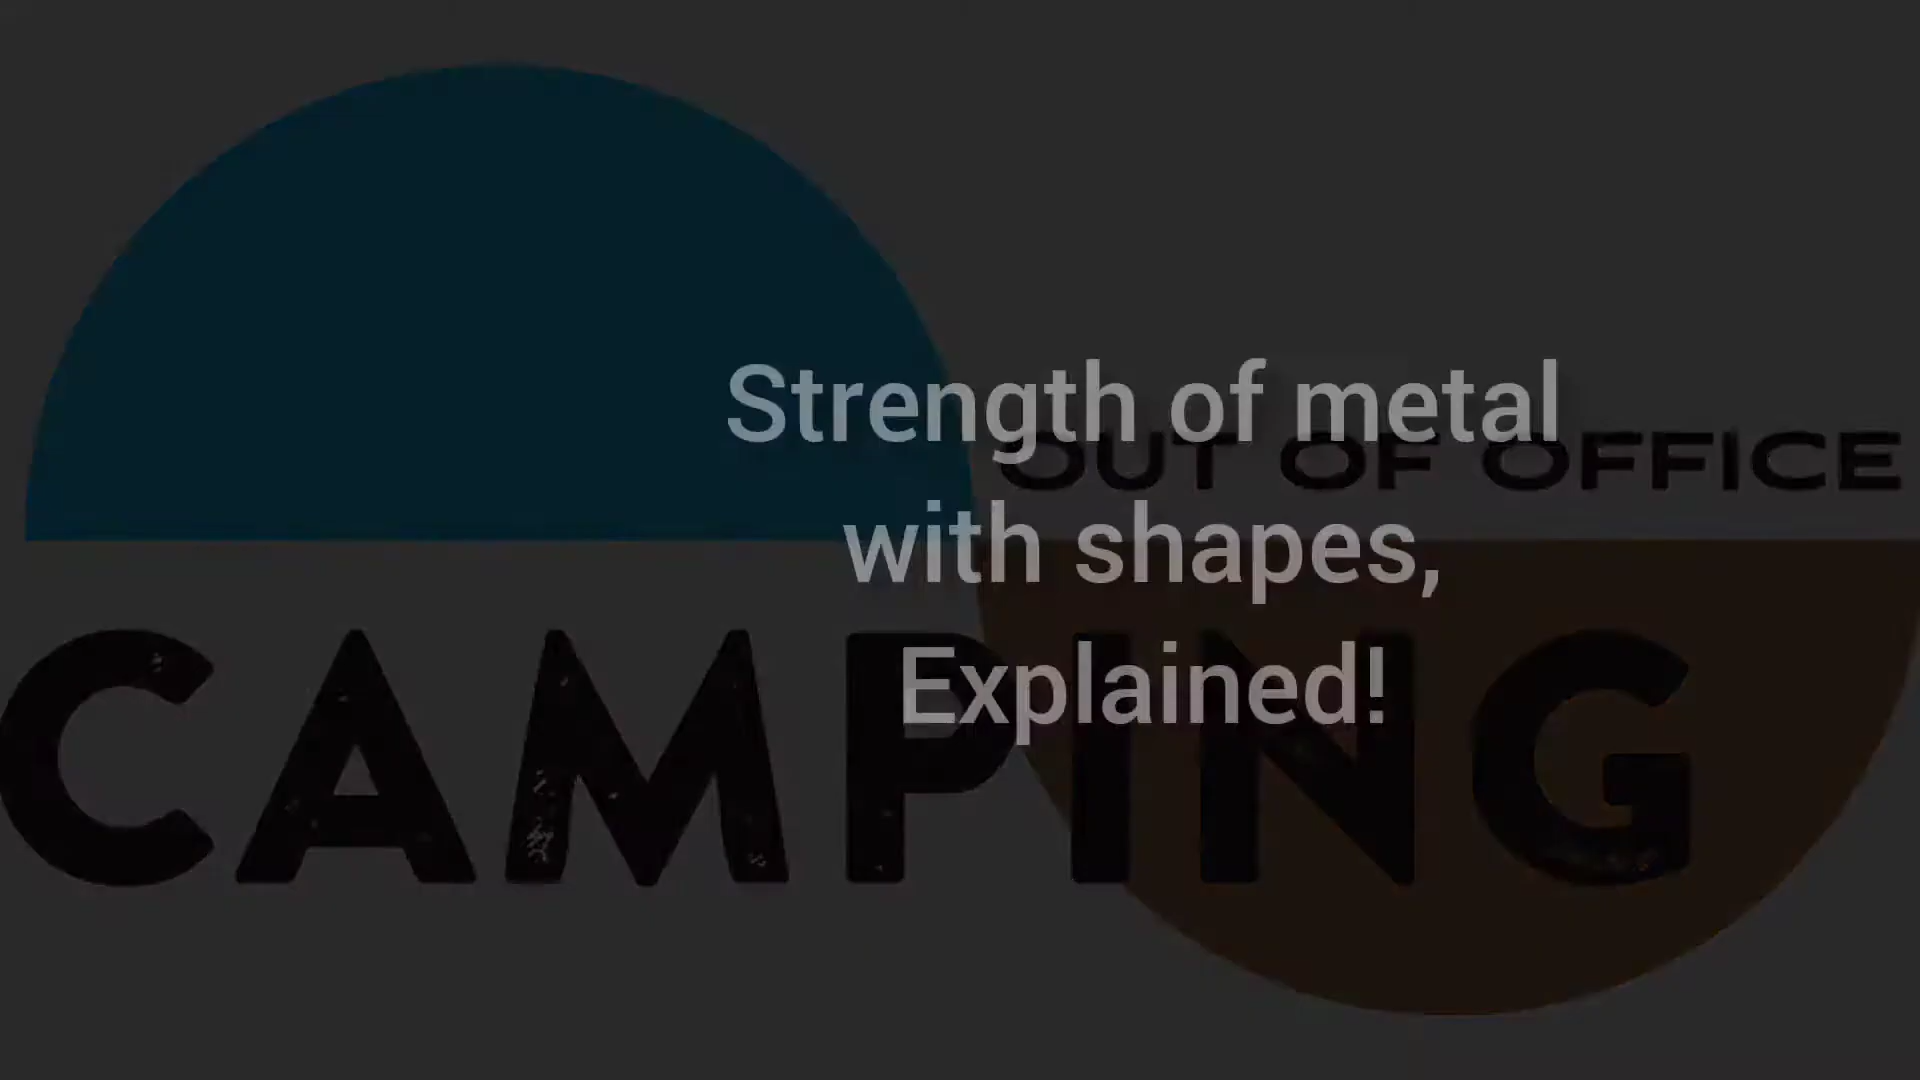 Strength of metal
OUT OF OFFICE
with shapes,
Explained!
CAMPING